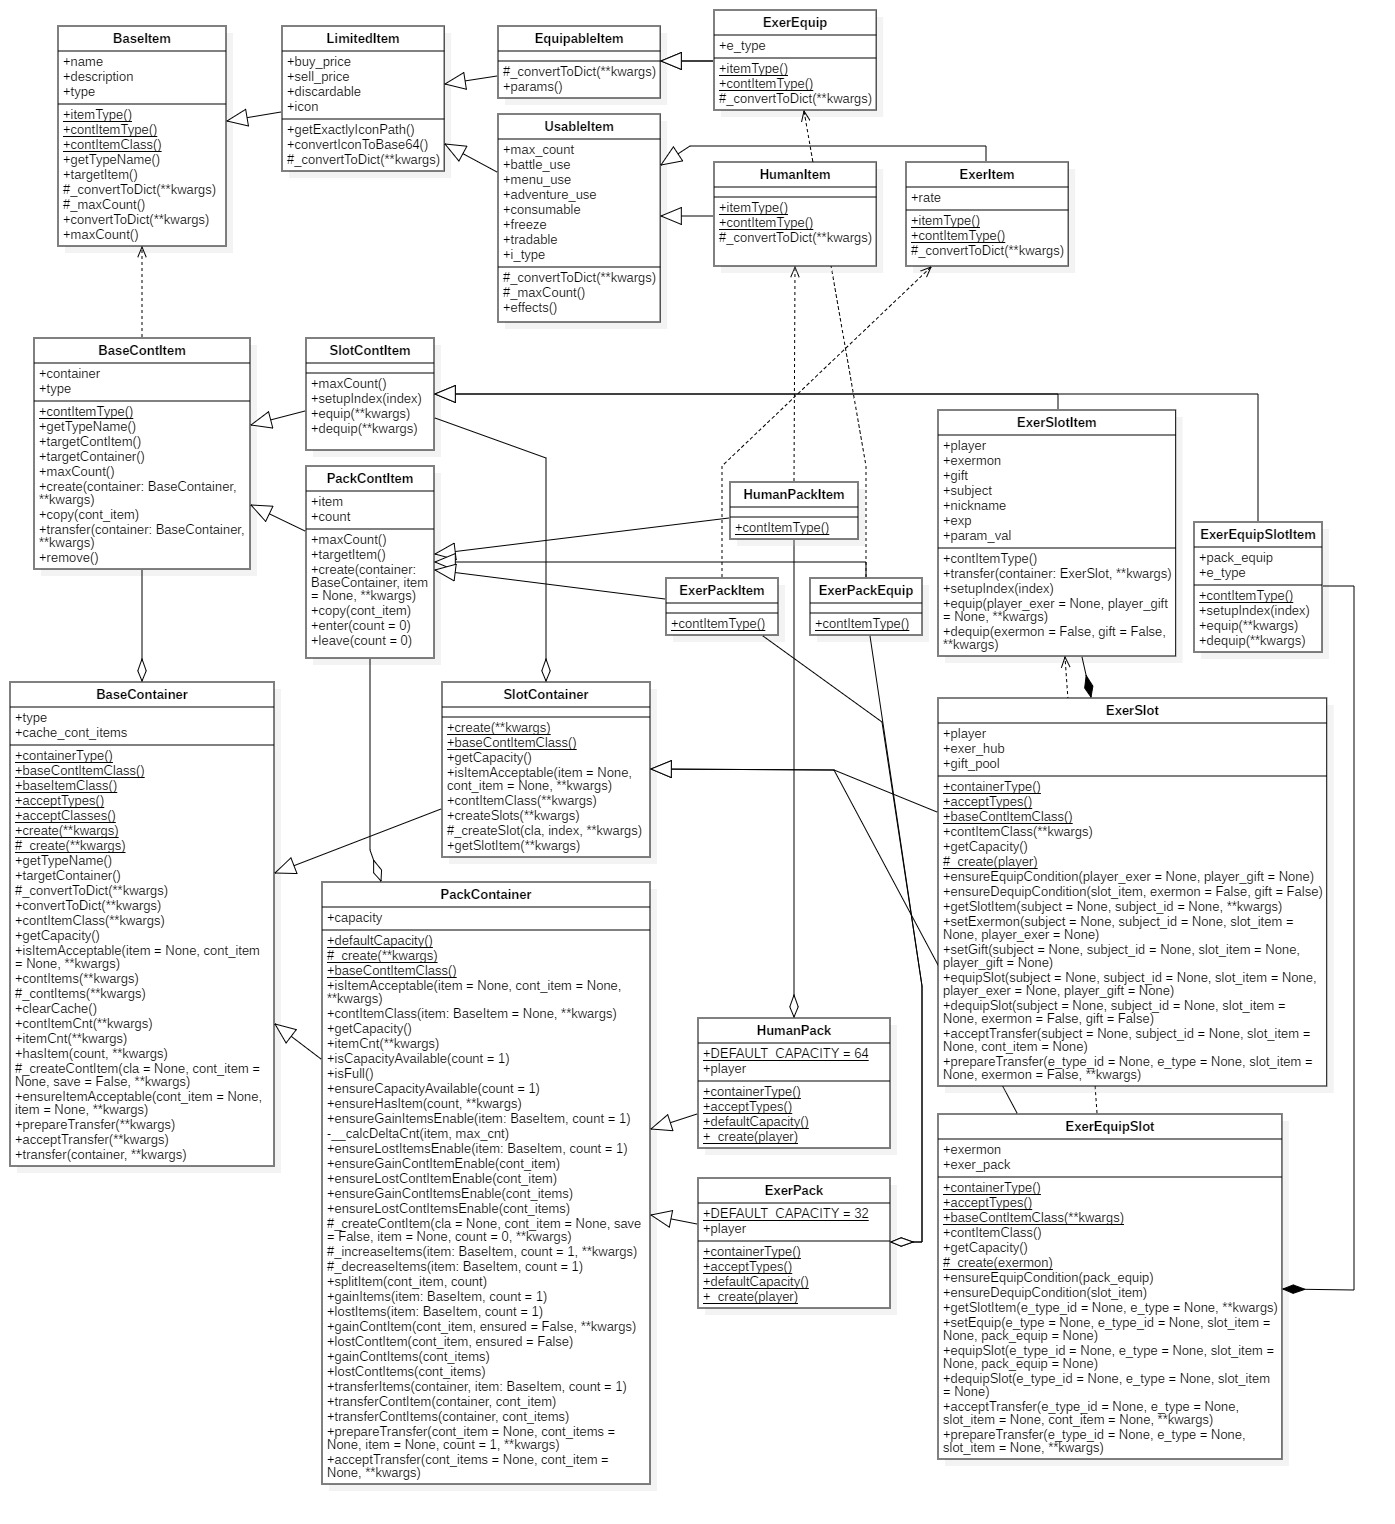 BaseItem
+name
+description
+type
+itemType()
+contItemType()
+contItemClass()
+getTypeName()
+targetItem()
#_convertToDict(**kwargs)
#_maxCount()
+convertToDict(**kwargs)
+maxCount()
LimitedItem
+buy_price
+sell_price
+discardable
+icon
+getExactlyIconPath()
+convertIconToBase64()
#_convertToDict(**kwargs)
EquipableItem
#_convertToDict(**kwargs)
+params()
ExerEquip
+e_type
+itemType()
+contItemType()
#_convertToDict(**kwargs)
UsableItem
+max_count
+battle_use
+menu_use
+adventure_use
+consumable
+freeze
+tradable
+i_type
#_convertToDict(**kwargs)
#_maxCount()
+effects()
HumanItem
+itemType()
+contItemType()
#_convertToDict(**kwargs)
ExerItem
+rate
+itemType()
+contItemType()
#_convertToDict(**kwargs)
BaseContItem
+container
+type
+contItemType()
+getTypeName()
+targetContItem()
+targetContainer()
+maxCount()
+create(container: BaseContainer,
**kwargs)
+copy(cont_item)
+transfer(container: BaseContainer,
**kwargs)
+remove()
SlotContItem
+maxCount()
+setupIndex(index)
+equip(**kwargs)
+dequip(**kwargs)
PackContItem
+item
+count
+maxCount()
+targetItem()
+create(container:
BaseContainer, item
= None, **kwargs)
+copy(cont_item)
+enter(count = 0)
+leave(count = 0)
HumanPackItem
+contItemType()
ExerPackItem
+contItemType()
ExerPackEquip
+contItemType()
ExerSlotItem
+player
+exermon
+gift
+subject
+nickname
+exp
+param_val
+contItemType()
+transfer(container: ExerSlot, **kwargs)
+setupIndex(index)
+equip(player_exer = None, player_gift
= None, **kwargs)
+dequip(exermon = False, gift = False,
**kwargs)
ExerEquipSlotItem
+pack_equip
+e_type
+contItemType()
+setupIndex(index)
+equip(**kwargs)
+dequip(**kwargs)
BaseContainer
+type
+cache_cont_items
+containerType()
+baseContItemClass()
+baseItemClass()
+acceptTypes()
+acceptClasses()
+create(**kwargs)
#_create(**kwargs)
+getTypeName()
+targetContainer()
#_convertToDict(**kwargs)
+convertToDict(**kwargs)
+contItemClass(**kwargs)
+getCapacity()
+isItemAcceptable(item = None, cont_item
= None, **kwargs)
+contItems(**kwargs)
#_contItems(**kwargs)
+clearCache()
+contItemCnt(**kwargs)
+itemCnt(**kwargs)
+hasItem(count, **kwargs)
#_createContItem(cla = None, cont_item =
None, save = False, **kwargs)
+ensureItemAcceptable(cont_item = None,
item = None, **kwargs)
+prepareTransfer(**kwargs)
+acceptTransfer(**kwargs)
+transfer(container, **kwargs)
SlotContainer
+create(**kwargs)
+baseContItemClass()
+getCapacity()
+isItemAcceptable(item = None,
cont_item = None, **kwargs)
+contItemClass(**kwargs)
+createSlots(**kwargs)
#_createSlot(cla, index, **kwargs)
+getSlotItem(**kwargs)
PackContainer
+capacity
+defaultCapacity()
#_create(**kwargs)
+baseContItemClass()
+isItemAcceptable(item = None, cont_item = None,
**kwargs)
+contItemClass(item: BaseItem = None, **kwargs)
+getCapacity()
+itemCnt(**kwargs)
+isCapacityAvailable(count = 1)
+isFull()
+ensureCapacityAvailable(count = 1)
+ensureHasItem(count, **kwargs)
+ensureGainItemsEnable(item: BaseItem, count = 1)
-__calcDeltaCnt(item, max_cnt)
+ensureLostItemsEnable(item: BaseItem, count = 1)
+ensureGainContItemEnable(cont_item)
+ensureLostContItemEnable(cont_item)
+ensureGainContItemsEnable(cont_items)
+ensureLostContItemsEnable(cont_items)
#_createContItem(cla = None, cont_item = None, save
= False, item = None, count = 0, **kwargs)
#_increaseItems(item: BaseItem, count = 1, **kwargs)
#_decreaseItems(item: BaseItem, count = 1)
+splitItem(cont_item, count)
+gainItems(item: BaseItem, count = 1)
+lostItems(item: BaseItem, count = 1)
+gainContItem(cont_item, ensured = False, **kwargs)
+lostContItem(cont_item, ensured = False)
+gainContItems(cont_items)
+lostContItems(cont_items)
+transferItems(container, item: BaseItem, count = 1)
+transferContItem(container, cont_item)
+transferContItems(container, cont_items)
+prepareTransfer(cont_item = None, cont_items =
None, item = None, count = 1, **kwargs)
+acceptTransfer(cont_items = None, cont_item =
None, **kwargs)
HumanPack
+DEFAULT_CAPACITY = 64
+player
+containerType()
+acceptTypes()
+defaultCapacity()
+_create(player)
ExerPack
+DEFAULT_CAPACITY = 32
+player
+containerType()
+acceptTypes()
+defaultCapacity()
+_create(player)
ExerSlot
+player
+exer_hub
+gift_pool
+containerType()
+acceptTypes()
+baseContItemClass()
+contItemClass(**kwargs)
+getCapacity()
#_create(player)
+ensureEquipCondition(player_exer = None, player_gift = None)
+ensureDequipCondition(slot_item, exermon = False, gift = False)
+getSlotItem(subject = None, subject_id = None, **kwargs)
+setExermon(subject = None, subject_id = None, slot_item =
None, player_exer = None)
+setGift(subject = None, subject_id = None, slot_item = None,
player_gift = None)
+equipSlot(subject = None, subject_id = None, slot_item = None,
player_exer = None, player_gift = None)
+dequipSlot(subject = None, subject_id = None, slot_item =
None, exermon = False, gift = False)
+acceptTransfer(subject = None, subject_id = None, slot_item =
None, cont_item = None)
+prepareTransfer(e_type_id = None, e_type = None, slot_item =
None, exermon = False, **kwargs)
ExerEquipSlot
+exermon
+exer_pack
+containerType()
+acceptTypes()
+baseContItemClass(**kwargs)
+contItemClass()
+getCapacity()
#_create(exermon)
+ensureEquipCondition(pack_equip)
+ensureDequipCondition(slot_item)
+getSlotItem(e_type_id = None, e_type = None, **kwargs)
+setEquip(e_type = None, e_type_id = None, slot_item =
None, pack_equip = None)
+equipSlot(e_type_id = None, e_type = None, slot_item =
None, pack_equip = None)
+dequipSlot(e_type_id = None, e_type = None, slot_item
= None)
+acceptTransfer(e_type_id = None, e_type = None,
slot_item = None, cont_item = None, **kwargs)
+prepareTransfer(e_type_id = None, e_type = None,
slot_item = None, **kwargs)